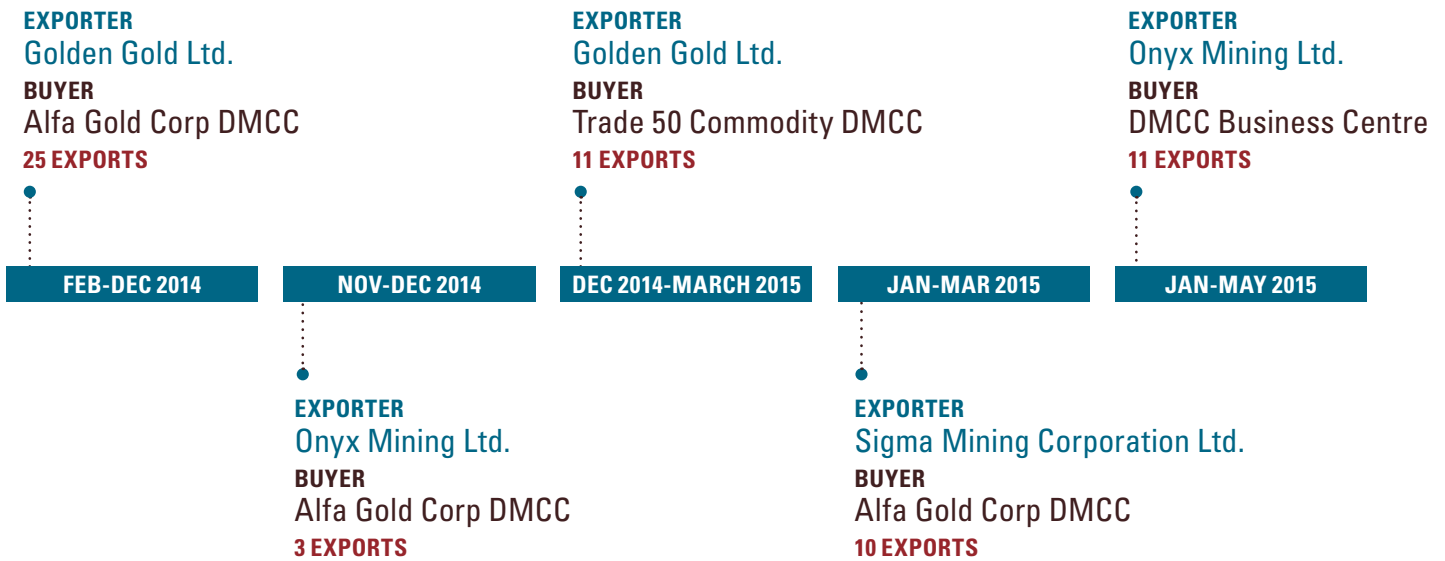 EXPORTER
Golden Gold Ltd.
BUYER
Alfa Gold Corp DMCC
25 EXPORTS
EXPORTER
Golden Gold Ltd.
BUYER
Trade 50 Commodity DMCC
11 EXPORTS
EXPORTER
Onyx Mining Ltd.
BUYER
DMCC Business Centre
11 EXPORTS
FEB-DEC 2014
NOV-DEC 2014
DEC 2014-MARCH 2015
JAN-MAR 2015
JAN-MAY 2015
EXPORTER
Onyx Mining Ltd.
BUYER
Alfa Gold Corp DMCC
3 EXPORTS
EXPORTER
Sigma Mining Corporation Ltd.
BUYER
Alfa Gold Corp DMCC
10 EXPORTS